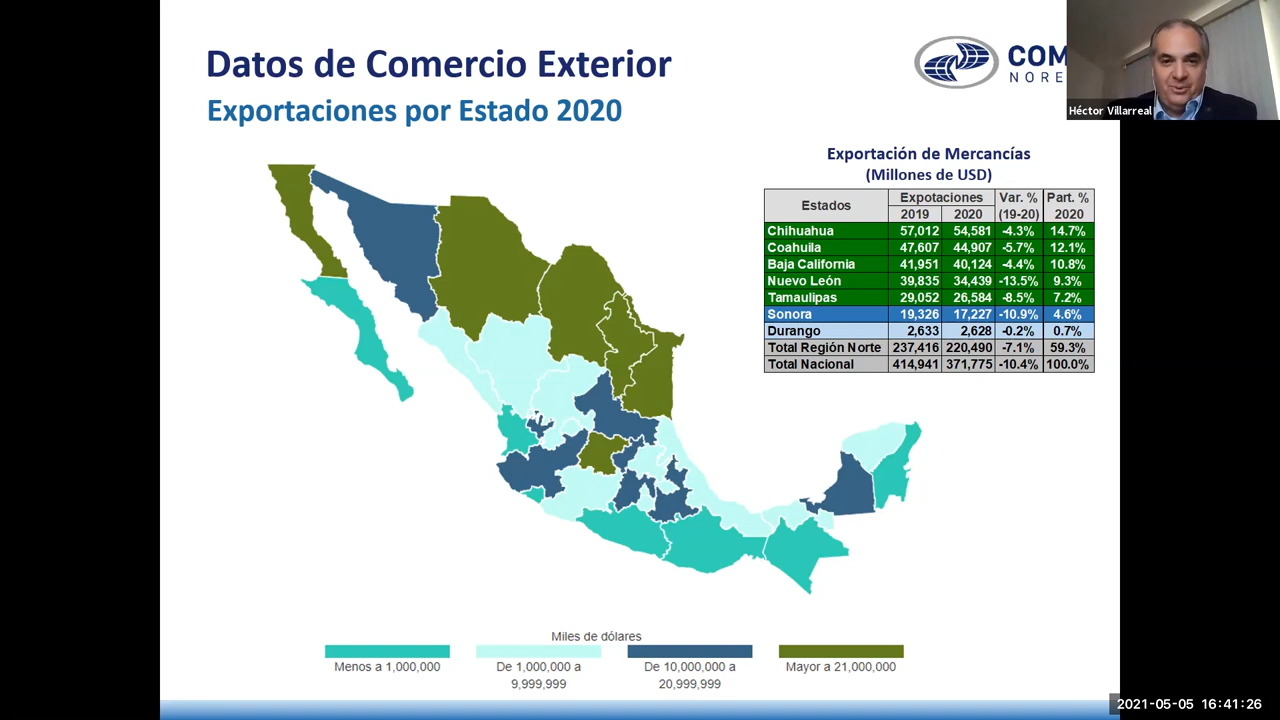 Datos de Comercio Exterior
Exportaciones por Estado 2020
COM
NORE
Héctor Villarreal
Exportación de Mercancías
(Millones de USD)
Estados Expotaciones Var. % Part. %
2019 2020 (19-20) 2020
Chihuahua 57,012 54,581 -4.3% 14.7%
Coahuila 47,607 44,907 -5.7% 12.1%
Baja California 41,951 40,124 -4.4% 10.8%
Nuevo León 39,835 34,439 -13.5% 9.3%
Tamaulipas 29,052 26,584 -8.5% 7.2%
Sonora 19,326 17,227 -10.9% 4.6%
Durango 2,633 2,628 -0.2% 0.7%
Total Región Norte 237,416 220,490 -7.1% 59.3%
Total Nacional 414,941 371,775 -10.4% 100.0%
Miles de dólares
Menos a 1,000,000 De 1,000,000 a De 10,000,000 a Mayor a 21,000,000
9,999,999 20,999,999
2021-05-05 16:41:26